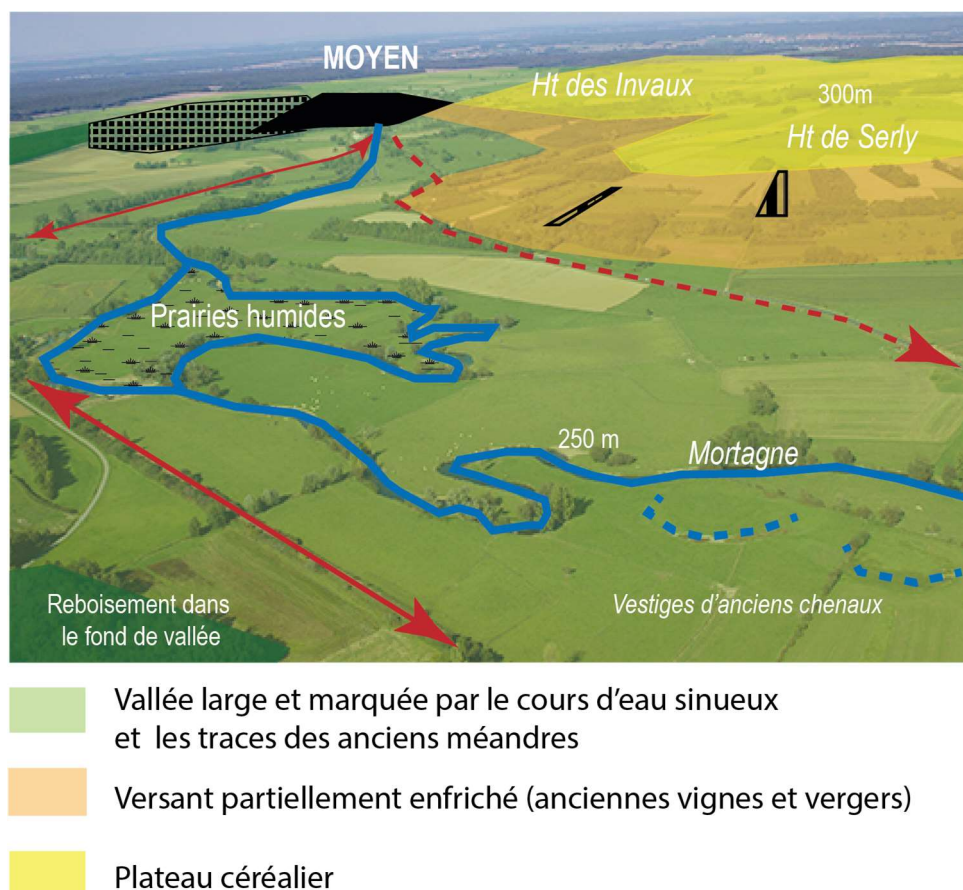 MOYEN
Ht des Invaux
300m
Ht de Serly
Prairies humides
250 m
Mortagne
Reboisement dans
le fond de vallée
Vestiges d'anciens chenaux
Vallée large et marquée par le cours d'eau sinueux
et les traces des anciens méandres
Versant partiellement enfriché (anciennes vignes et vergers)
Plateau céréalier